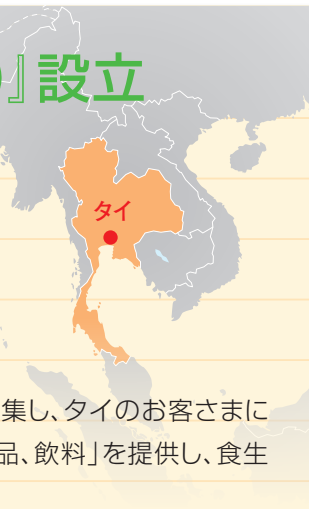 』設立
タイ
集し、タイのお客さまに
品、飲料」を提供し、食生